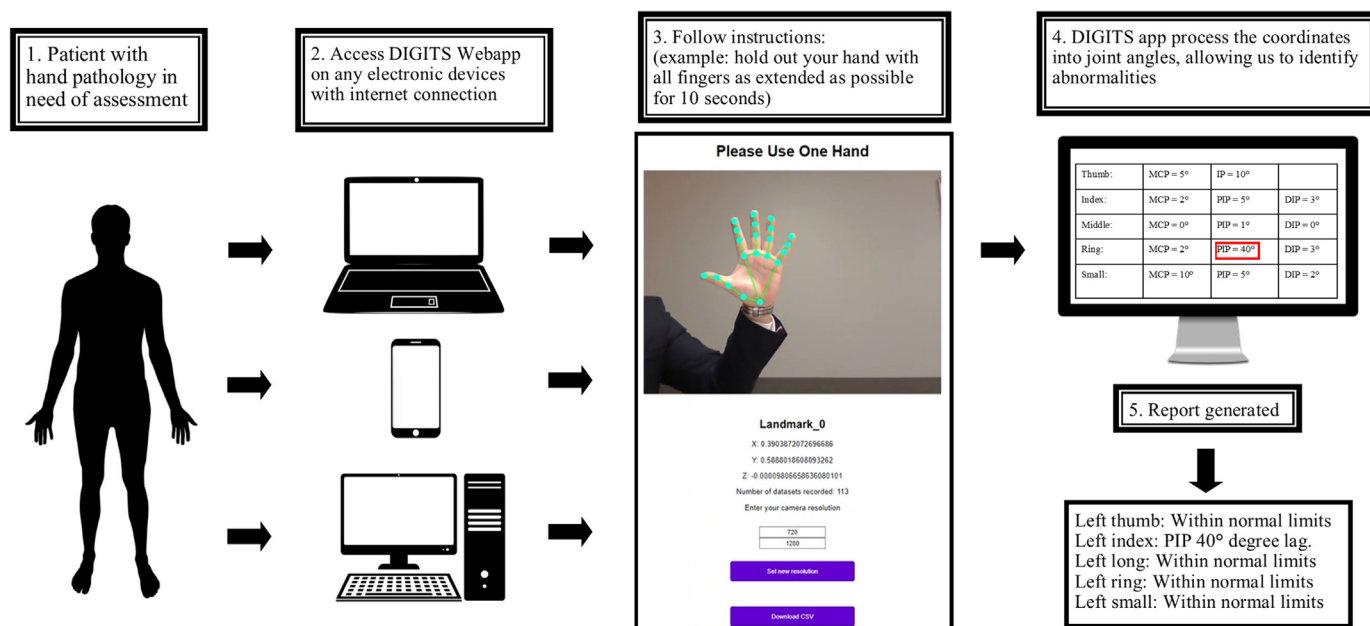 1. Patient with
hand pathology in
need of assessment
2. Access DIGITS Webapp
on any electronic devices
with internet connection
3. Follow instructions:
(example: hold out your hand with
all fingers as extended as possible
for 10 seconds)
Please Use One Hand
Landmark_0
X: 0.3903872072696686
Y: 0.5888018608093262
Z: -0.00009806658636080101
Number of datasets recorded: 113
Enter your camera resolution
720
1280
Set new resolution
Download CSV
4. DIGITS app process the coordinates
into joint angles, allowing us to identify
abnormalities
Thumb: MCP = 5° IP = 10°
Index: MCP = 2° PIP = 5° DIP = 3°
Middle: MCP = 0° PIP = 1° DIP = 0°
Ring: MCP = 2° PIP = 40° DIP = 3°
Small: MCP = 10° PIP = 5° DIP = 2°
5. Report generated
Left thumb: Within normal limits
Left index: PIP 40° degree lag.
Left long: Within normal limits
Left ring: Within normal limits
Left small: Within normal limits